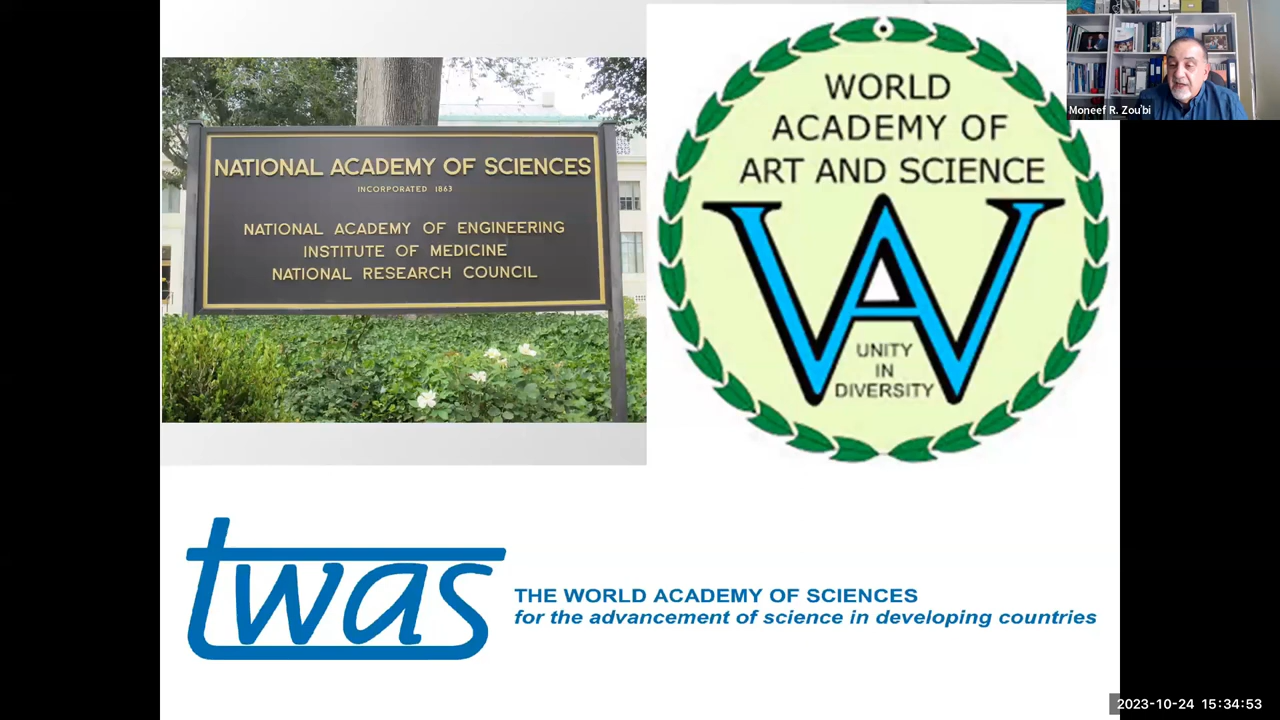 NATIONAL ACADEMY OF SCIENCES
INCORPORATED 1863
NATIONAL ACADEMY OF ENGINEERING
INSTITUTE OF MEDICINE
NATIONAL RESEARCH COUNCIL
WORLD
ACADEMY OF
ART AND SCIENCE
WA
UNITY
IN
DIVERSITY
Moneef R. Zou'bi
twas
THE WORLD ACADEMY OF SCIENCES
for the advancement of science in developing countries
2023-10-24 15:34:53